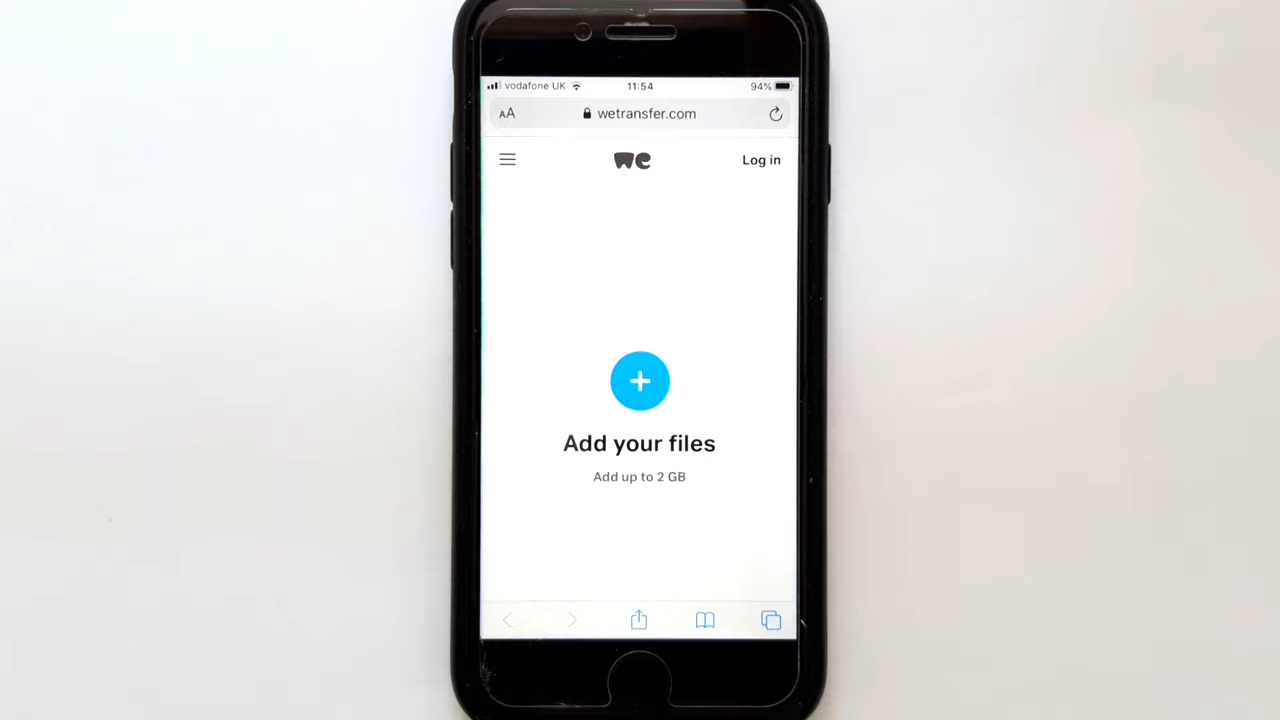 vodafone UK 11:54 94%
AA wetransfer.com
we Log in
Add your files
Add up to 2 GB